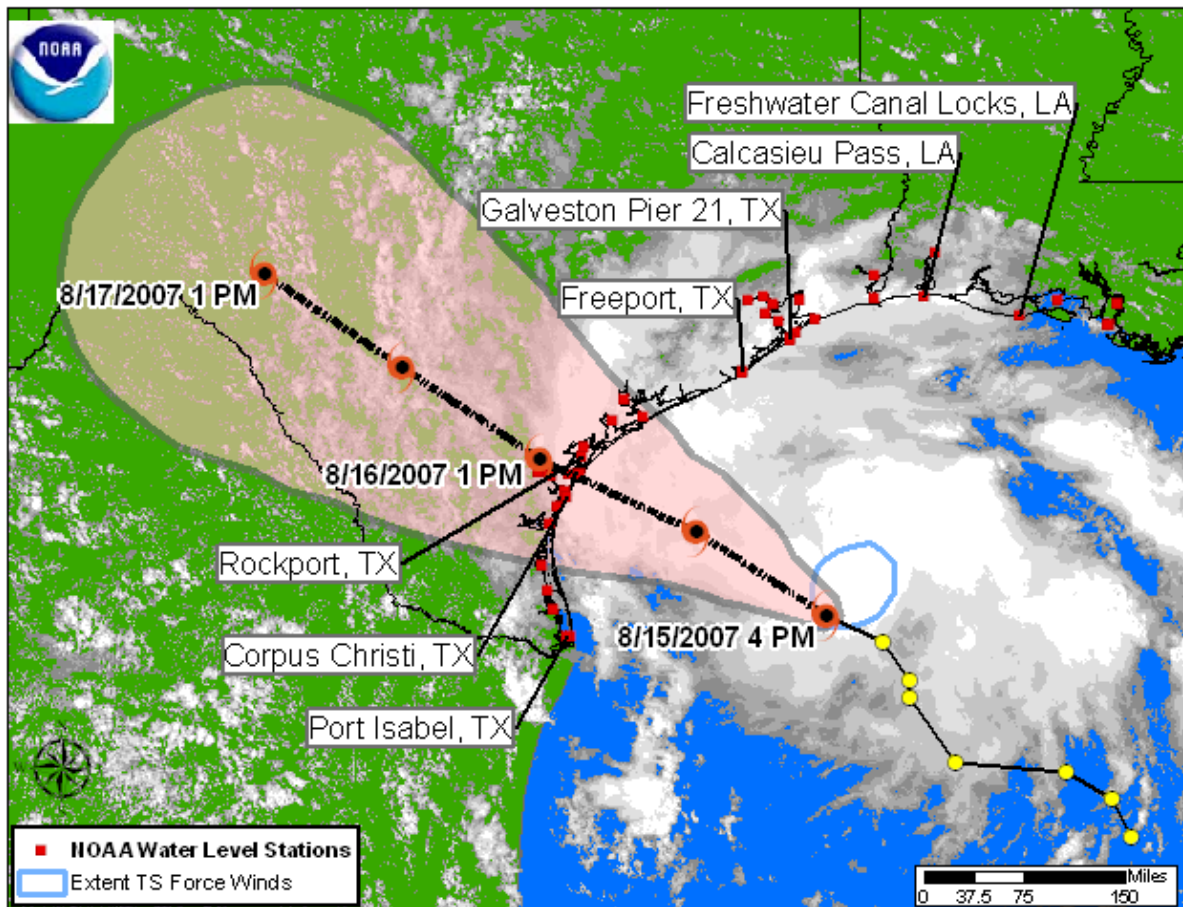 NOAA
Freshwater Canal Locks, LA
Calcasieu Pass, LA
Galveston Pier 21, TX
Freeport, TX
8/17/2007 1 PM
8/16/2007 1 PM
Rockport, TX
8/15/2007 4 PM
Corpus Christi, TX
Port Isabel, TX
NOAA Water Level Stations
Extent TS Force Winds
Miles
0 37.5 75 150